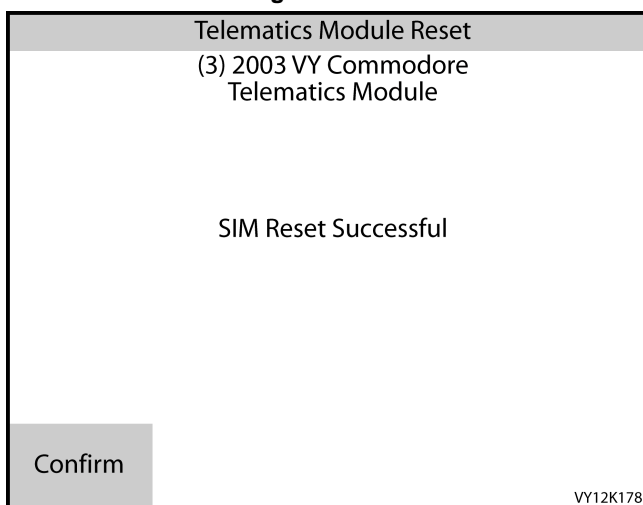 Telematics Module Reset
(3) 2003 VY Commodore
Telematics Module
SIM Reset Successful
Confirm
VY12K178